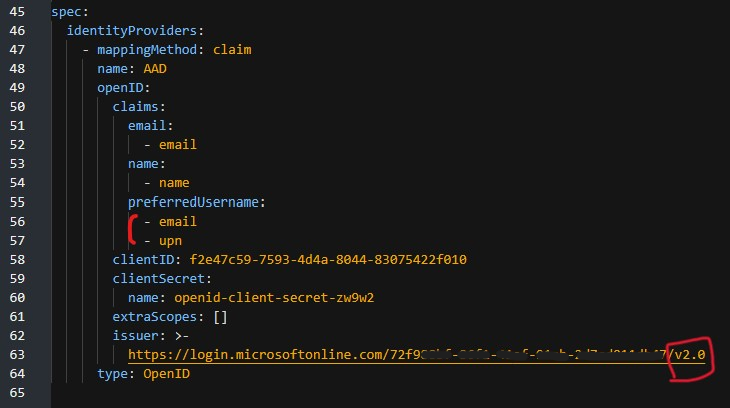 45 spec:
46 identityProviders:
47 - mappingMethod: claim
48 name: AAD
49 openID:
50 claims:
51 email:
52 - email
53 name:
54 - name
55 preferredUsername:
56 - email
57 - upn
58 clientID: f2e47c59-7593-4d4a-8044-83075422f010
59 clientSecret:
60 name: openid-client-secret-zw9w2
61 extraScopes: []
62 issuer: >-
63 https://login.microsoftonline.com/ /v2.0
64 type: OpenID
65